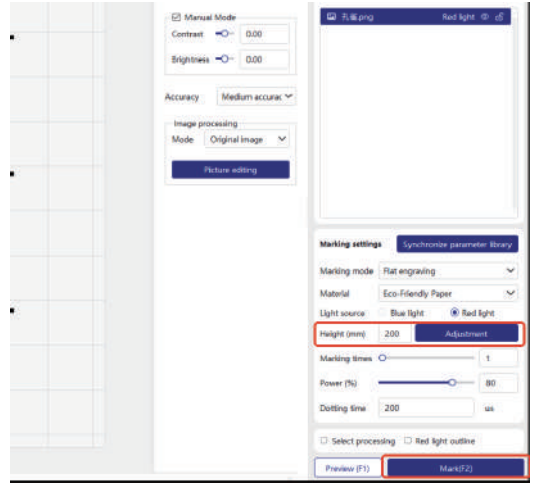 Manual Mode
Contrast 0.00
Brightness 0.00
Accuracy Medium accurac
Image processing
Mode Original image
Picture editing
孔雀.png Red light
Marking settings Synchronize parameter library
Marking mode Flat engraving
Material Eco-Friendly Paper
Light source Blue light Red light
Height (mm) 200 Adjustment
Marking times 1
Power (%) 80
Dotting time 200 us
Select processing Red light outline
Preview (F1) Mark(F2)